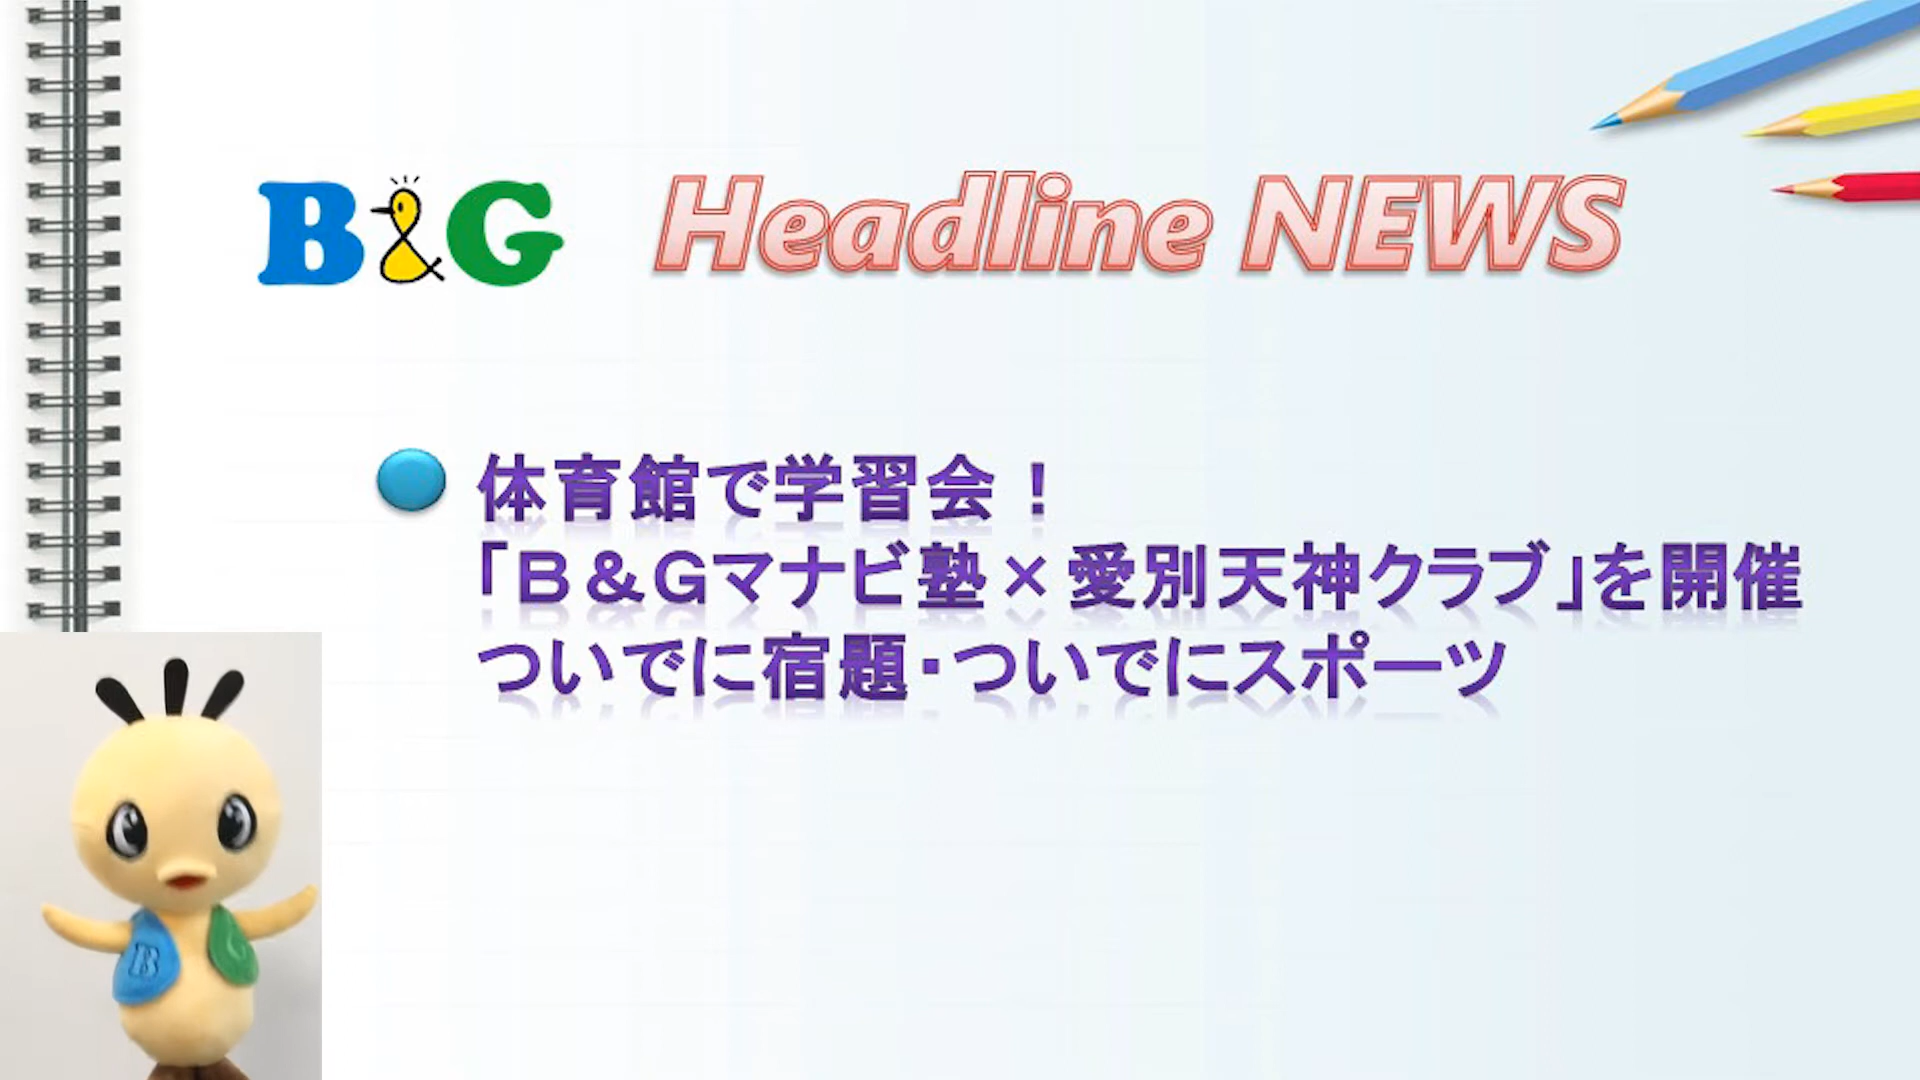 B&G Headline NEWS
体育館で学習会！
「Ｂ＆Ｇマナビ塾×愛別天神クラブ」を開催
ついでに宿題・ついでにスポーツ
B
G